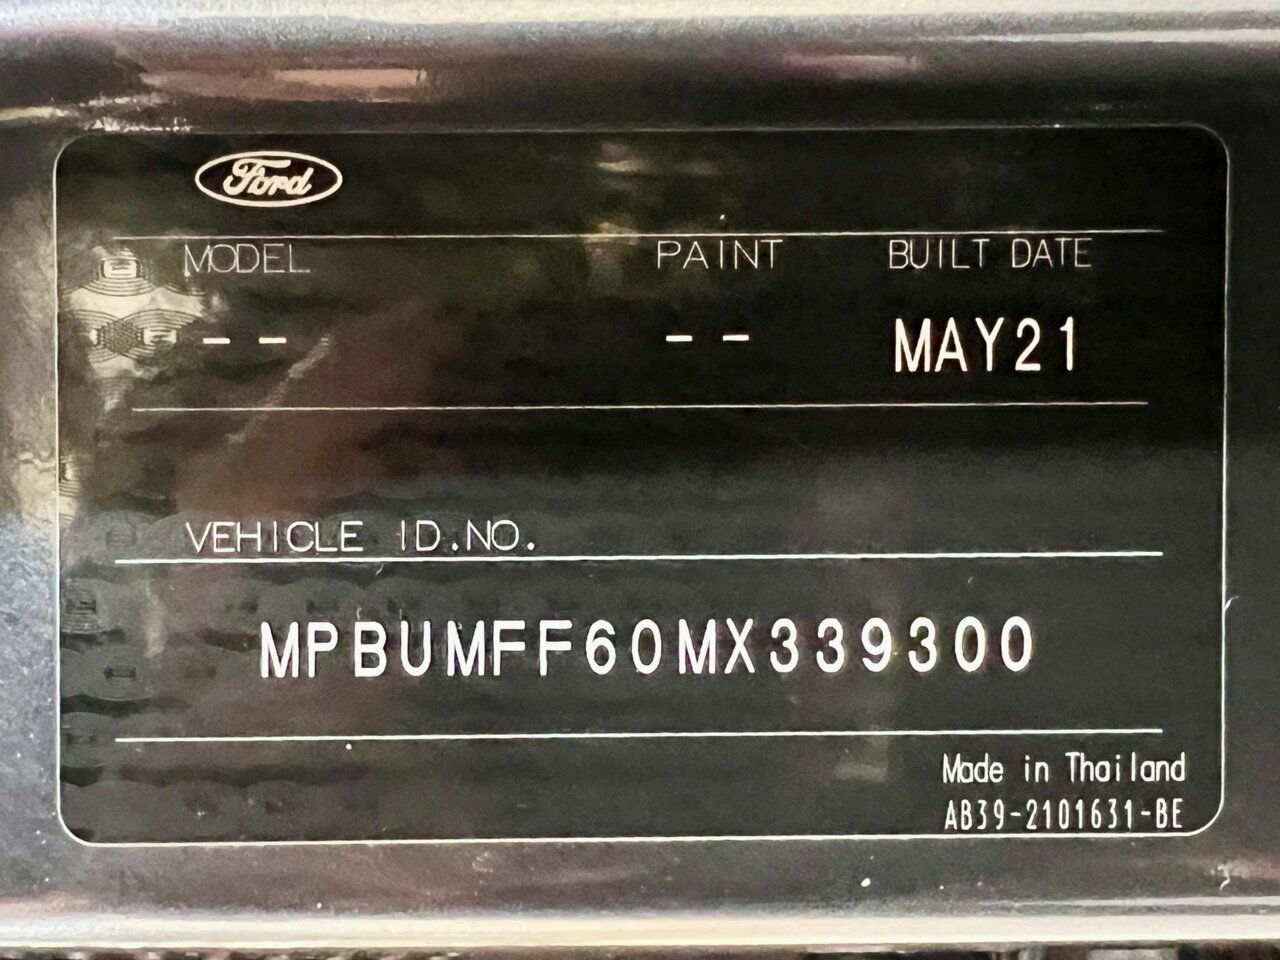 Ford
MODEL PAINT BUILT DATE
-- -- MAY21
VEHICLE ID.NO.
MPBUMFF60MX339300
Made in Thailand
AB39-2101631-BE